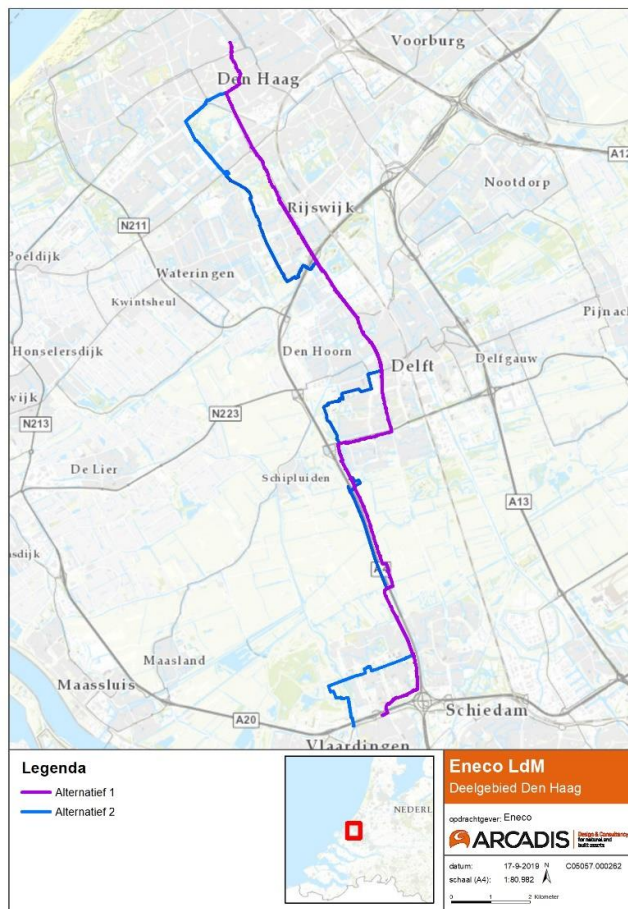 Voorburg
Den Haag
A12
Nootdorp
Rijswijk
N211
Poeldijk
Wateringen
Kwintsheul
Pijnac
Honselersdijk
Den Hoorn
Delft
Delfgauw
wijk
N223
N213
De Lier
Schipluiden
A13
A4
Maasland
Maassluis
A20
Schiedam
Vlaardingen
Legenda
Alternatief 1
Alternatief 2
NEDERL
Eneco LdM
Deelgebied Den Haag
opdrachtgever: Eneco
ARCADIS
Design & Consultancy
for natural and
built assets
datum: 17-9-2019 N C05057.000262
schaal (A4): 1:80.982
0 1 2 Kilometer